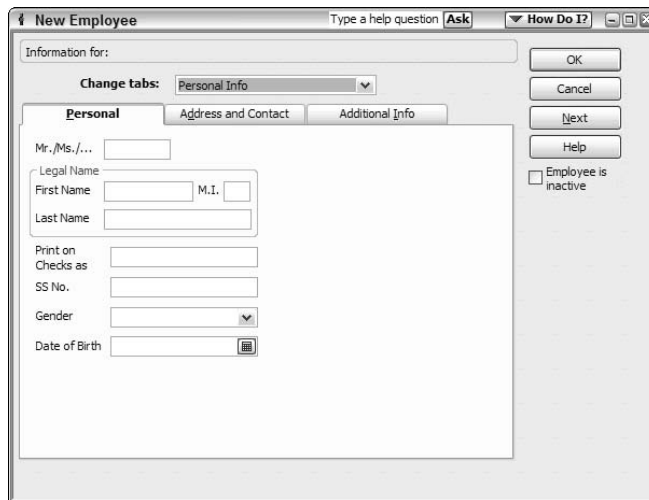 New Employee
Type a help question Ask
How Do I?
Information for:
Change tabs: Personal Info
Personal Address and Contact Additional Info
Mr./Ms./...
Legal Name
First Name M.I.
Last Name
Print on
Checks as
SS No.
Gender
Date of Birth
OK
Cancel
Next
Help
Employee is
inactive